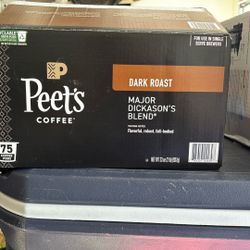 FOR USE IN SINGLE
SERVE BREWERS
DARK ROAST
Peet's
COFFEE
MAJOR
DICKASON'S
BLEND®
Flavorful, robust, full-bodied
75